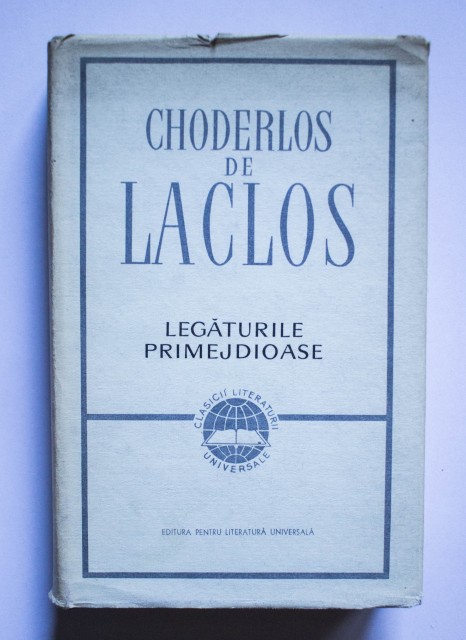 CHODERLOS
DE
LACLOS
LEGĂTURILE
PRIMEJDIOASE
CLASICII LITERATURII
UNIVERSALE
EDITURA PENTRU LITERATURĂ UNIVERSALĂ